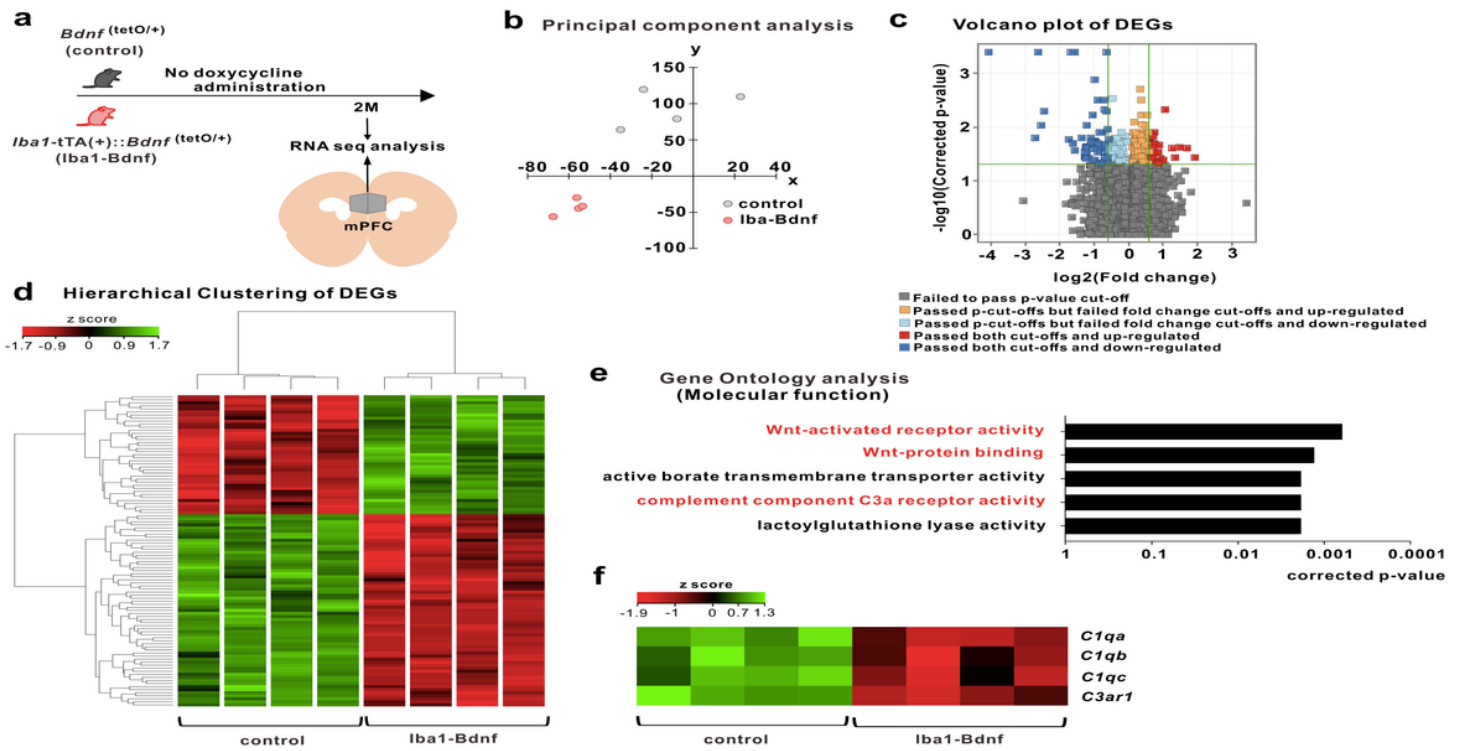 a
Bdnf (tetO/+)
(control)
No doxycycline
administration
2M
Iba1-tTA(+)::Bdnf (tetO/+)
(Iba1-Bdnf)
RNA seq analysis
mPFC
b Principal component analysis
y
150
100
50
-80 -60 -40 -20 0 20 40
x
-50
-100
control
Iba-Bdnf
c Volcano plot of DEGs
-log10(Corrected p-value)
3
2
1
0
-4 -3 -2 -1 0 1 2 3
log2(Fold change)
Failed to pass p-value cut-off
Passed p-cut-offs but failed fold change cut-offs and up-regulated
Passed p-cut-offs but failed fold change cut-offs and down-regulated
Passed both cut-offs and up-regulated
Passed both cut-offs and down-regulated
d Hierarchical Clustering of DEGs
z score
-1.7 -0.9 0 0.9 1.7
control Iba1-Bdnf
e Gene Ontology analysis
(Molecular function)
Wnt-activated receptor activity
Wnt-protein binding
active borate transmembrane transporter activity
complement component C3a receptor activity
lactoylglutathione lyase activity
1 0.1 0.01 0.001 0.0001
corrected p-value
f
z score
-1.9 -1 0 0.7 1.3
C1qa
C1qb
C1qc
C3ar1
control Iba1-Bdnf